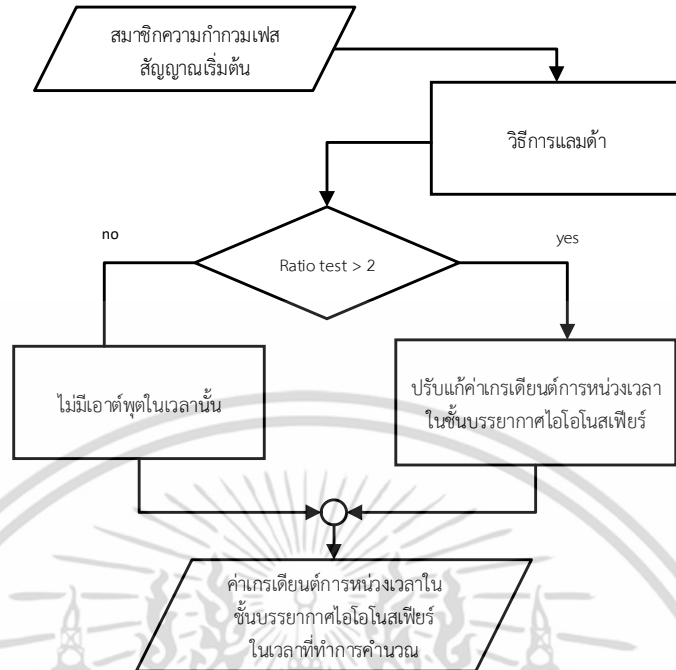 สมาชิกความกำกวมเฟส
สัญญาณเริ่มต้น
วิธีการแลมด้า
no
yes
Ratio test > 2
ไม่มีเอาต์พุตในเวลานั้น
ปรับแก้ค่าเกรเดียนต์การหน่วงเวลา
ในชั้นบรรยากาศไอโอโนสเฟียร์
ค่าเกรเดียนต์การหน่วงเวลาใน
ชั้นบรรยากาศไอโอโนสเฟียร์
ในเวลาที่ทำการคำนวณ